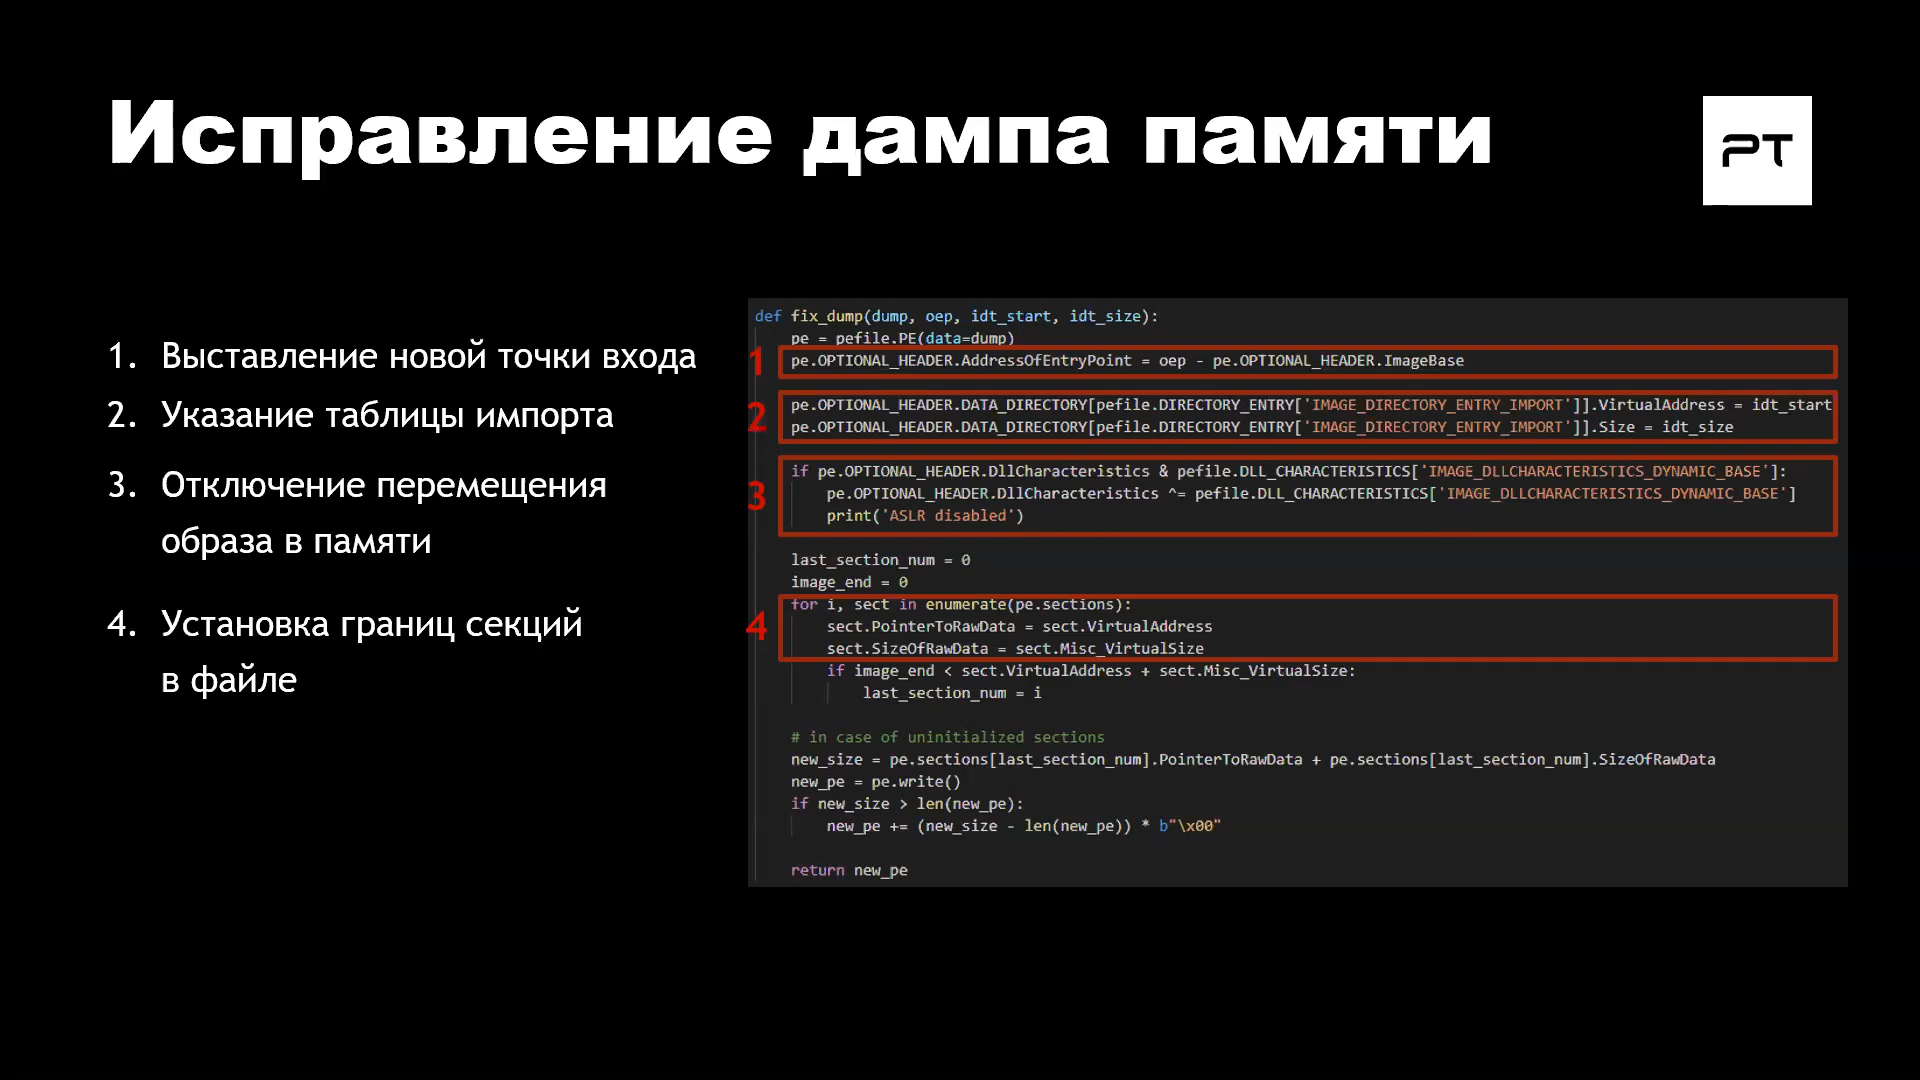 Исправление дампа памяти
PT
1. Выставление новой точки входа
2. Указание таблицы импорта
3. Отключение перемещения
образа в памяти
4. Установка границ секций
в файле
def fix_dump(dump, oep, idt_start, idt_size):
    pe = pefile.PE(data=dump)
1
    pe.OPTIONAL_HEADER.AddressOfEntryPoint = oep - pe.OPTIONAL_HEADER.ImageBase
2
    pe.OPTIONAL_HEADER.DATA_DIRECTORY[pefile.DIRECTORY_ENTRY['IMAGE_DIRECTORY_ENTRY_IMPORT']].VirtualAddress = idt_start
    pe.OPTIONAL_HEADER.DATA_DIRECTORY[pefile.DIRECTORY_ENTRY['IMAGE_DIRECTORY_ENTRY_IMPORT']].Size = idt_size
3
    if pe.OPTIONAL_HEADER.DllCharacteristics & pefile.DLL_CHARACTERISTICS['IMAGE_DLLCHARACTERISTICS_DYNAMIC_BASE']:
        pe.OPTIONAL_HEADER.DllCharacteristics ^= pefile.DLL_CHARACTERISTICS['IMAGE_DLLCHARACTERISTICS_DYNAMIC_BASE']
        print('ASLR disabled')
    last_section_num = 0
    image_end = 0
4
    for i, sect in enumerate(pe.sections):
        sect.PointerToRawData = sect.VirtualAddress
        sect.SizeOfRawData = sect.Misc_VirtualSize
        if image_end < sect.VirtualAddress + sect.Misc_VirtualSize:
            last_section_num = i
    # in case of uninitialized sections
    new_size = pe.sections[last_section_num].PointerToRawData + pe.sections[last_section_num].SizeOfRawData
    new_pe = pe.write()
    if new_size > len(new_pe):
        new_pe += (new_size - len(new_pe)) * b"\x00"
    return new_pe